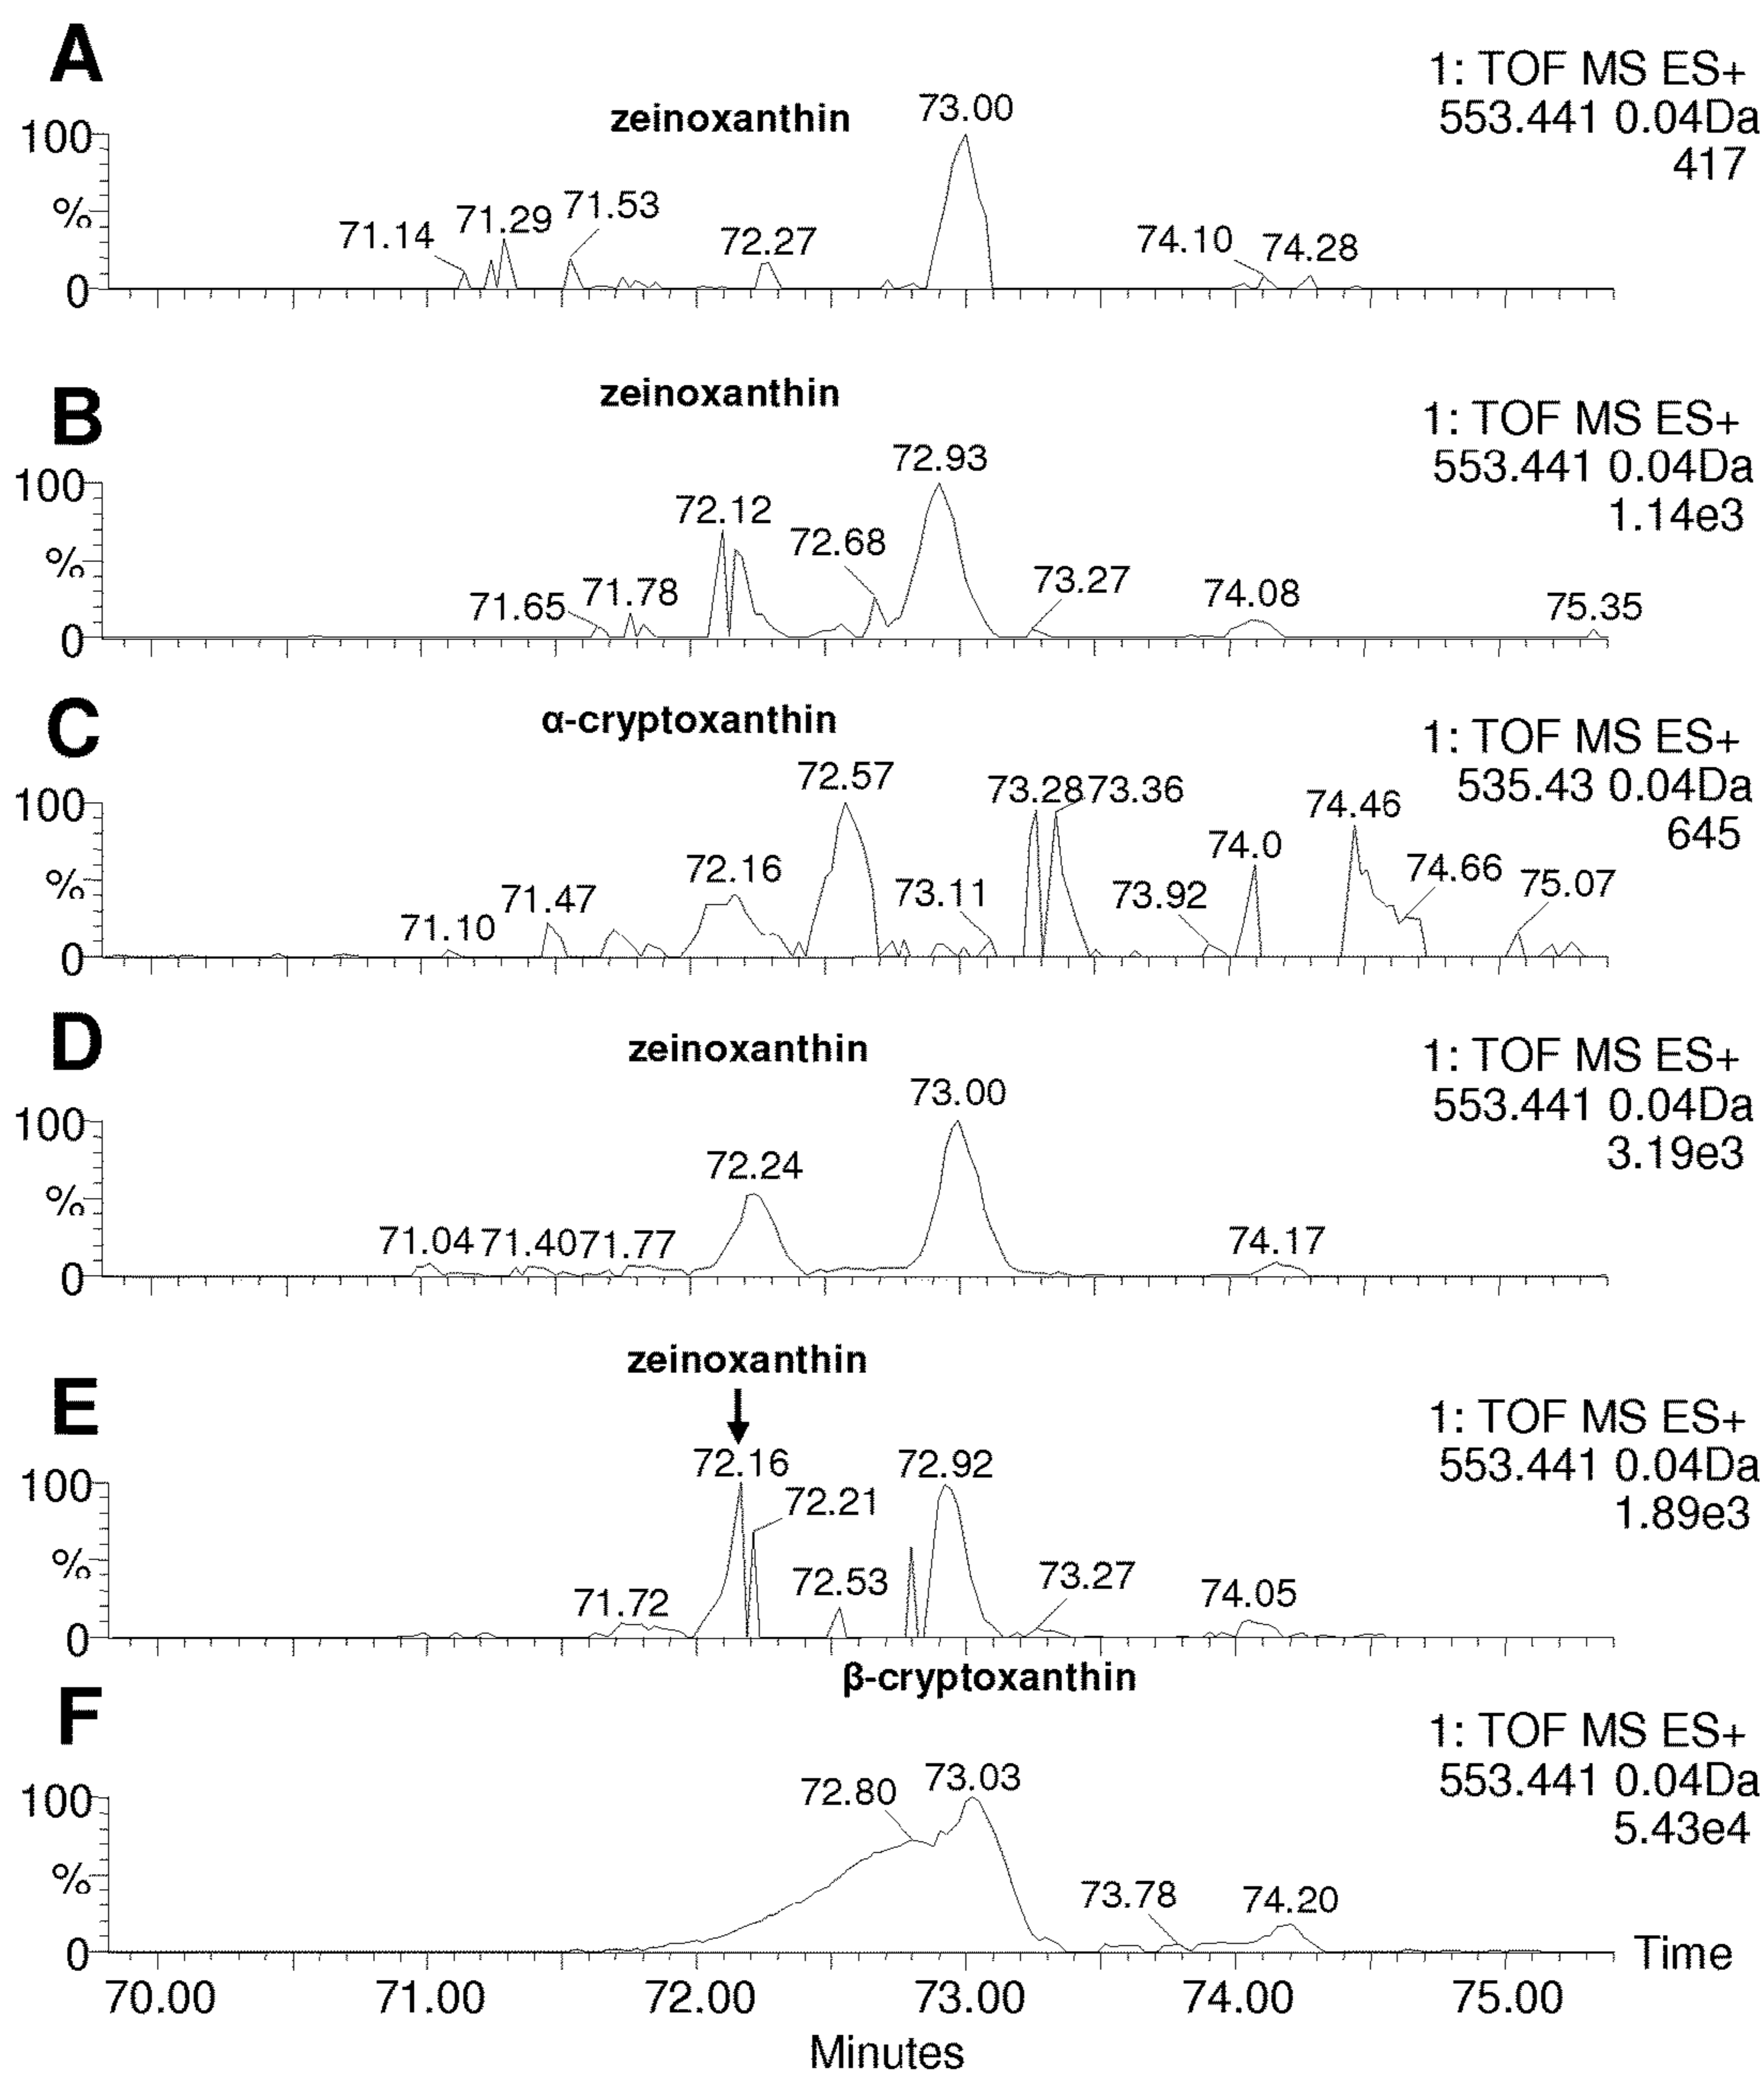 A
1: TOF MS ES+
553.441 0.04Da
417
zeinoxanthin
73.00
100
%
0
71.14
71.29
71.53
72.27
74.10
74.28
B
zeinoxanthin
1: TOF MS ES+
553.441 0.04Da
1.14e3
72.93
100
%
0
71.65
71.78
72.12
72.68
73.27
74.08
75.35
C
α-cryptoxanthin
1: TOF MS ES+
535.43 0.04Da
645
100
%
0
71.10
71.47
72.16
72.57
73.11
73.28
73.36
73.92
74.0
74.46
74.66
75.07
D
zeinoxanthin
1: TOF MS ES+
553.441 0.04Da
3.19e3
100
%
0
71.04
71.40
71.77
72.24
73.00
74.17
zeinoxanthin
E
1: TOF MS ES+
553.441 0.04Da
1.89e3
100
%
0
71.72
72.16
72.21
72.53
72.92
73.27
74.05
β-cryptoxanthin
F
1: TOF MS ES+
553.441 0.04Da
5.43e4
100
%
0
72.80
73.03
73.78
74.20
Time
70.00 71.00 72.00 73.00 74.00 75.00
Minutes